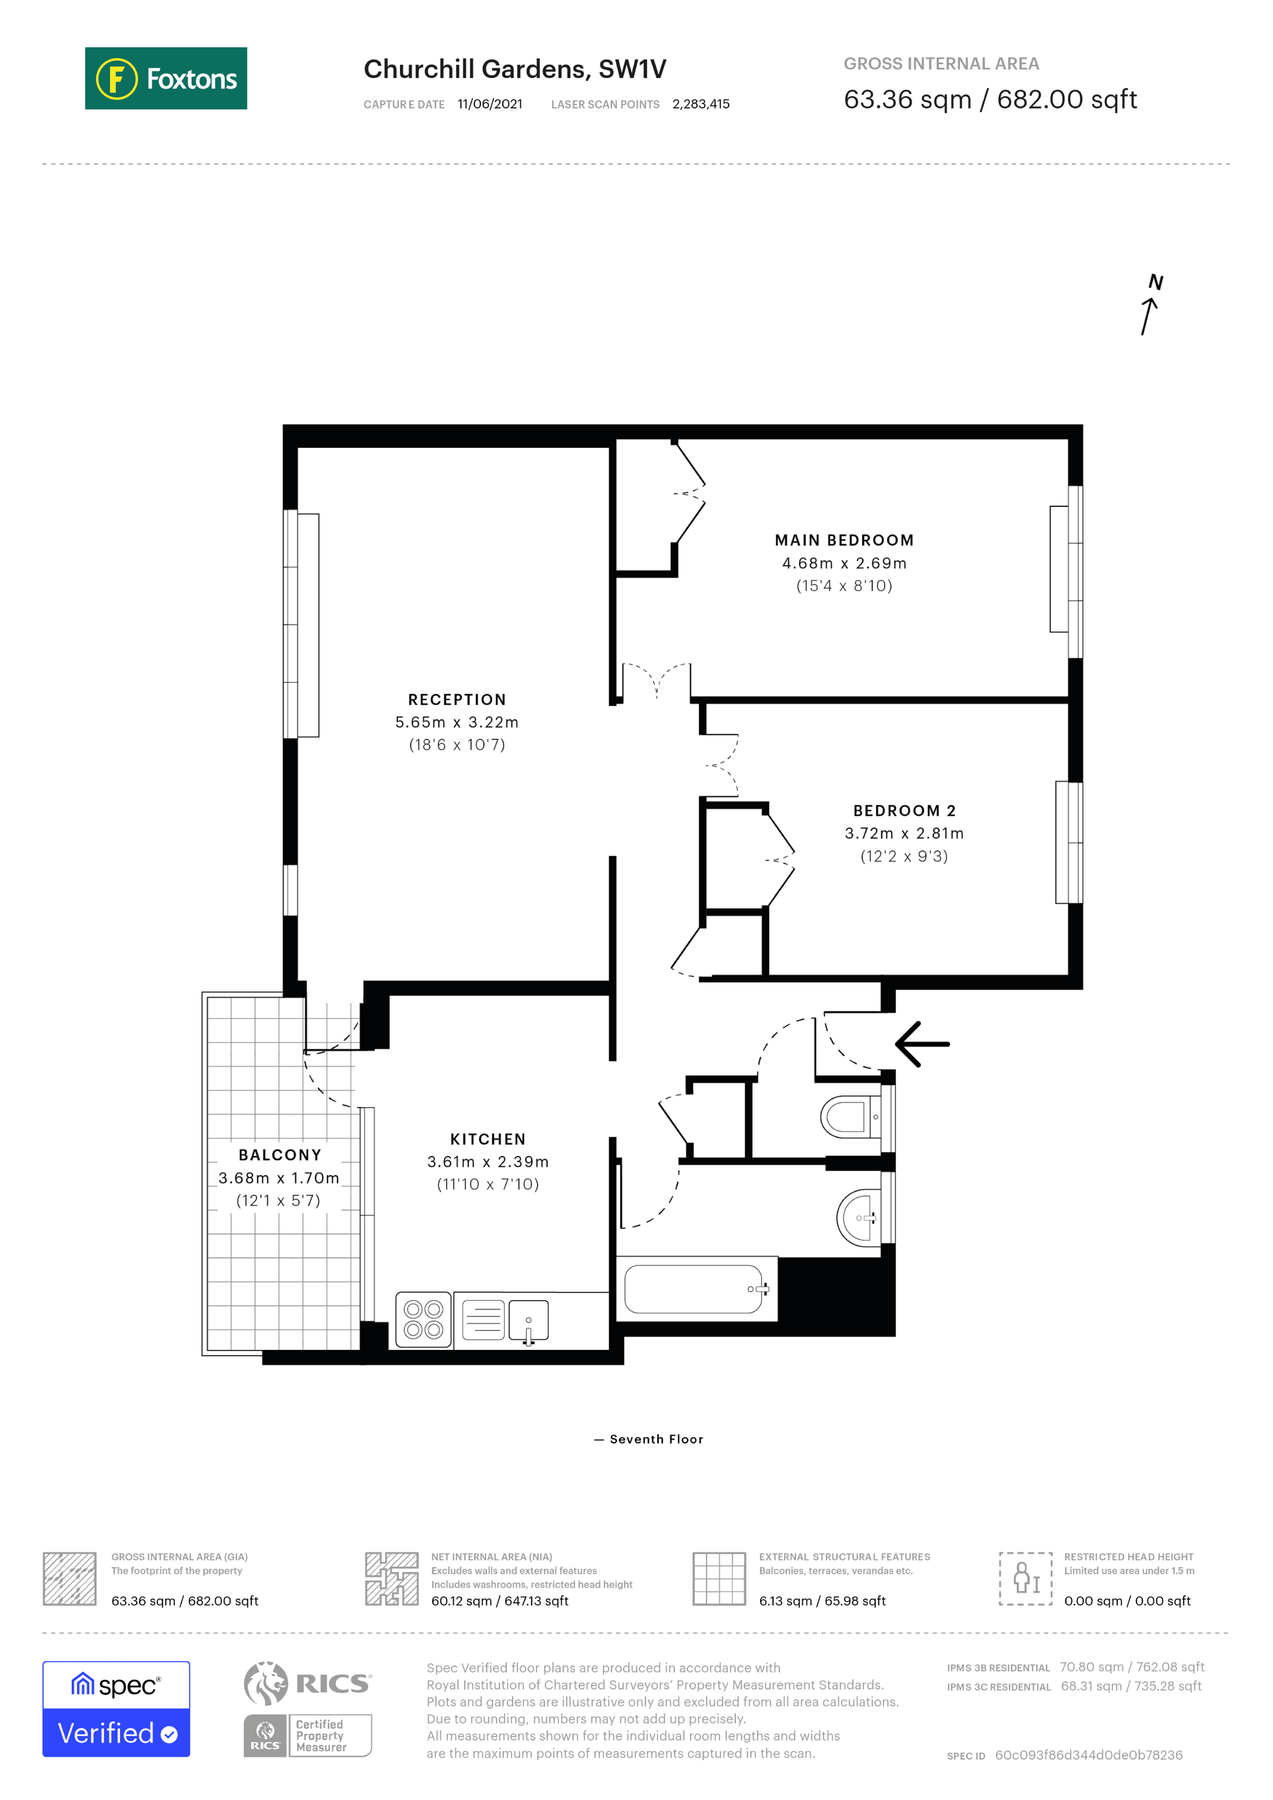 Foxtons
Churchill Gardens, SW1V
CAPTURE DATE 11/06/2021 LASER SCAN POINTS 2,283,415
GROSS INTERNAL AREA
63.36 sqm / 682.00 sqft
N
MAIN BEDROOM
4.68m x 2.69m
(15'4 x 8'10)
RECEPTION
5.65m x 3.22m
(18'6 x 10'7)
BEDROOM 2
3.72m x 2.81m
(12'2 x 9'3)
KITCHEN
3.61m x 2.39m
(11'10 x 7'10)
BALCONY
3.68m x 1.70m
(12'1 x 5'7)
— Seventh Floor
GROSS INTERNAL AREA (GIA)
The footprint of the property
63.36 sqm / 682.00 sqft
NET INTERNAL AREA (NIA)
Excludes walls and external features
Includes washrooms, restricted head height
60.12 sqm / 647.13 sqft
EXTERNAL STRUCTURAL FEATURES
Balconies, terraces, verandas etc.
6.13 sqm / 65.98 sqft
RESTRICTED HEAD HEIGHT
Limited use area under 1.5 m
0.00 sqm / 0.00 sqft
spec®
Verified
RICS
RICS
Certified
Property
Measurer
Spec Verified floor plans are produced in accordance with
Royal Institution of Chartered Surveyors' Property Measurement Standards.
Plots and gardens are illustrative only and excluded from all area calculations.
Due to rounding, numbers may not add up precisely.
All measurements shown for the individual room lengths and widths
are the maximum points of measurements captured in the scan.
IPMS 3B RESIDENTIAL 70.80 sqm / 762.08 sqft
IPMS 3C RESIDENTIAL 68.31 sqm / 735.28 sqft
SPEC ID 60c093f86d344d0de0b78236